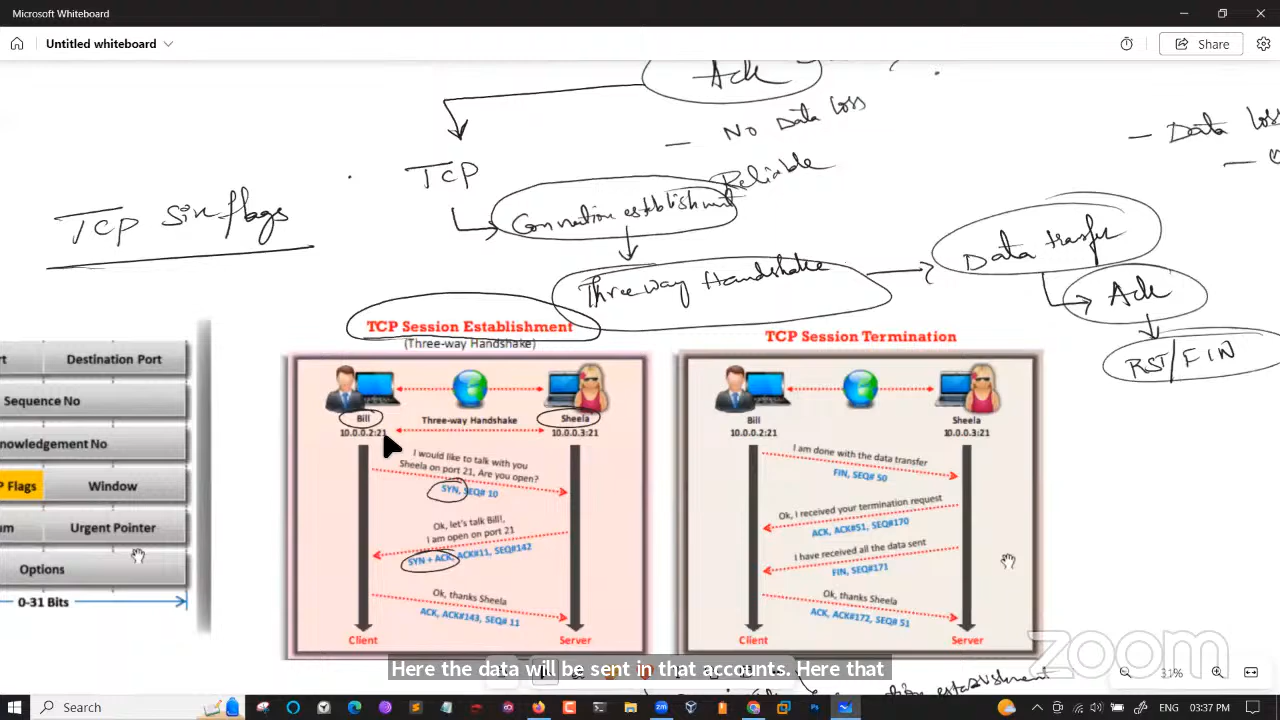 Microsoft Whiteboard
Untitled whiteboard
Share
Ack
No Data loss
Reliable
Data loss
TCP
Connection establishment
TCP Six flags
Three way Handshake
Data transfer
Ack
RST/FIN
TCP Session Establishment
(Three-way Handshake)
Bill
Three-way Handshake
Sheela
10.0.0.2:21
10.0.0.3:21
I would like to talk with you
Sheela on port 21, Are you open?
SYN, SEQ# 10
Ok, let's talk Bill!,
I am open on port 21
SYN + ACK, ACK#11, SEQ#142
Ok, thanks Sheela
ACK, ACK#143, SEQ# 11
Client
Server
TCP Session Termination
Bill
Sheela
10.0.0.2:21
10.0.0.3:21
I am done with the data transfer
FIN, SEQ# 50
Ok, I received your termination request
ACK, ACK#51, SEQ#170
I have received all the data sent
FIN, SEQ#171
Ok, thanks Sheela
ACK, ACK#172, SEQ# 51
Client
Server
rt
Destination Port
Sequence No
nowledgement No
P Flags
Window
um
Urgent Pointer
Options
0-31 Bits
zoom
Here the data will be sent in that accounts. Here that
establishment
31%
Search
ENG
03:37 PM